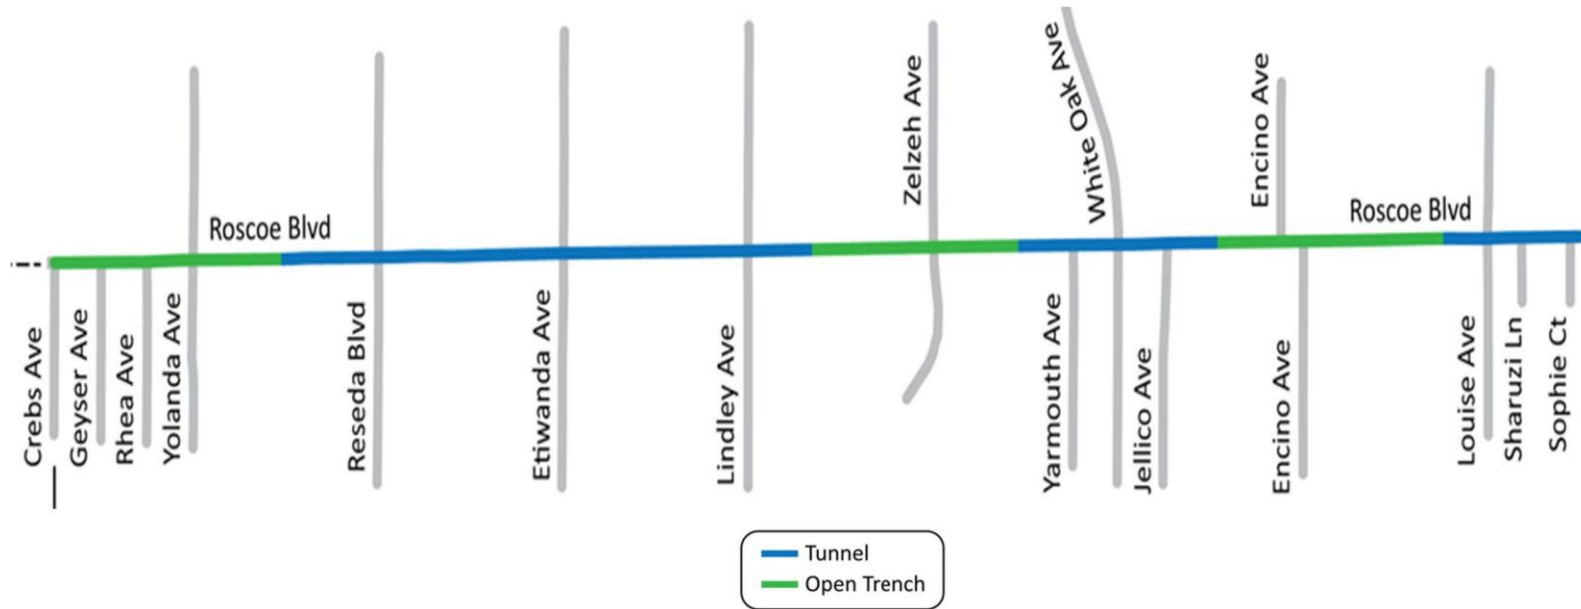 Zelzeh Ave
White Oak Ave
Encino Ave
Roscoe Blvd
Roscoe Blvd
Crebs Ave
Geyser Ave
Rhea Ave
Yolanda Ave
Reseda Blvd
Etiwanda Ave
Lindley Ave
Yarmouth Ave
Jellico Ave
Encino Ave
Louise Ave
Sharuzi Ln
Sophie Ct
Tunnel
Open Trench